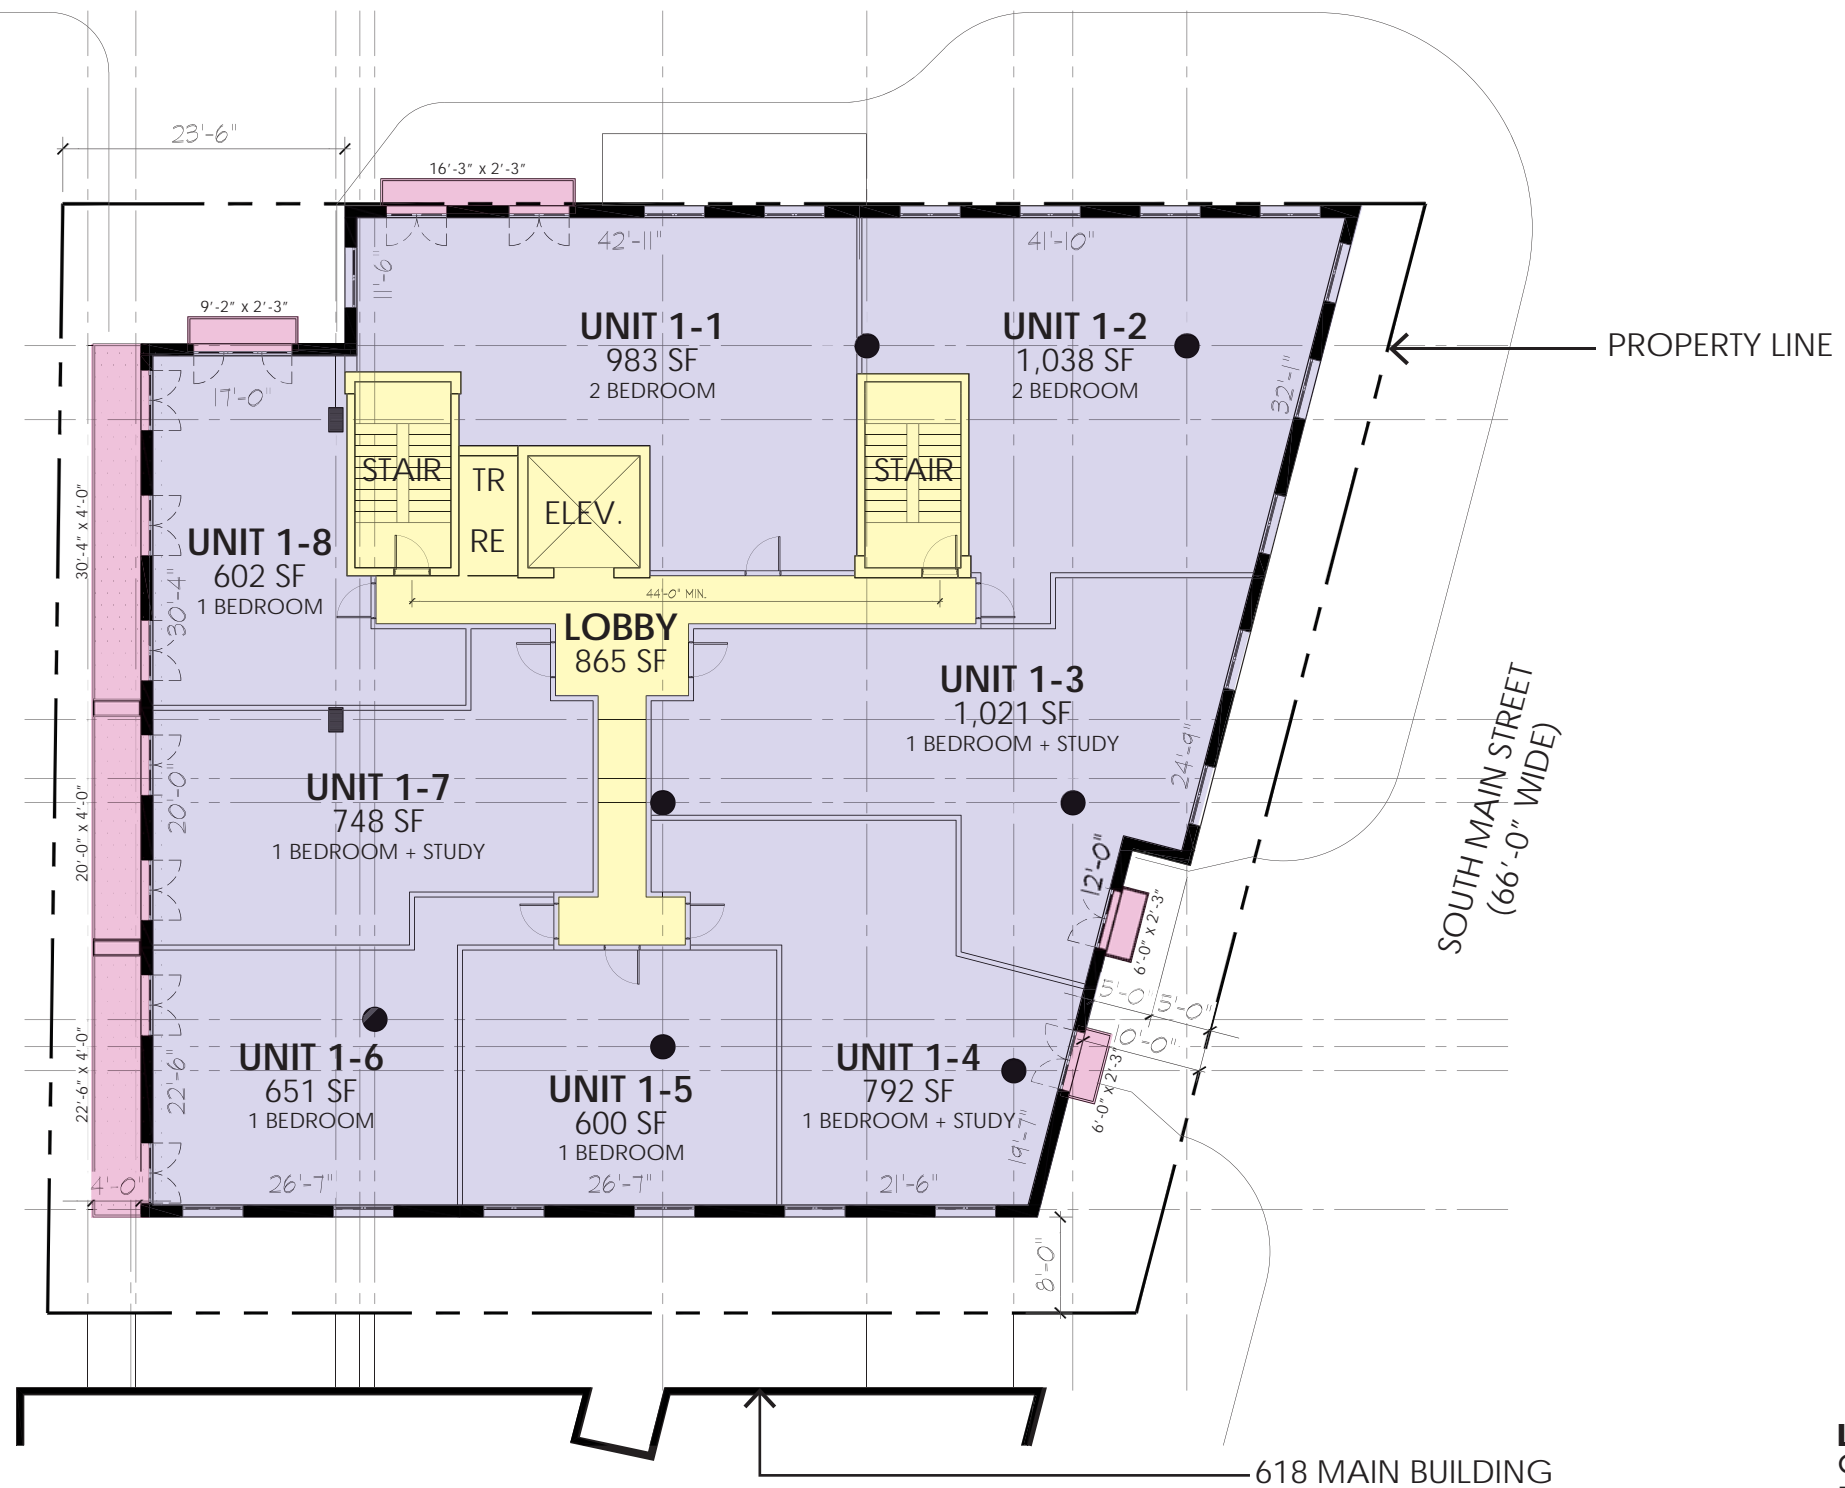 23'-6"
16'-3" x 2'-3"
42'-11"
41'-10"
11'-6"
9'-2" x 2'-3"
UNIT 1-1
983 SF
2 BEDROOM
UNIT 1-2
1,038 SF
2 BEDROOM
PROPERTY LINE
32'-1"
17'-0"
STAIR
TR
RE
ELEV.
STAIR
30'-4" x 4'-0"
UNIT 1-8
602 SF
1 BEDROOM
30'-4"
44'-0" MIN.
LOBBY
865 SF
UNIT 1-3
1,021 SF
1 BEDROOM + STUDY
24'-9"
SOUTH MAIN STREET
(66'-0" WIDE)
20'-0" x 4'-0"
20'-0"
UNIT 1-7
748 SF
1 BEDROOM + STUDY
12'-0"
6'-0" x 2'-3"
5'-0"
5'-0"
22'-6" x 4'-0"
22'-6"
UNIT 1-6
651 SF
1 BEDROOM
UNIT 1-5
600 SF
1 BEDROOM
UNIT 1-4
792 SF
1 BEDROOM + STUDY
6'-0" x 2'-3"
19'-7"
4'-0"
26'-7"
26'-7"
21'-6"
8'-0"
618 MAIN BUILDING